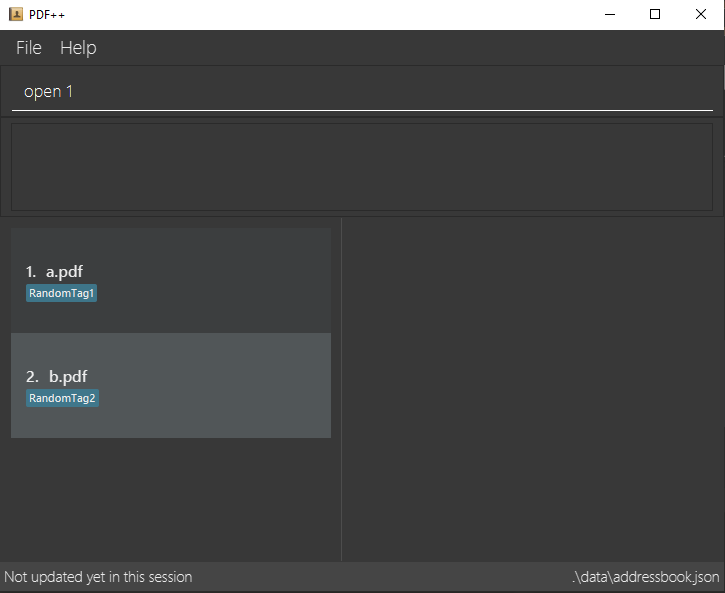 PDF++
File Help
open 1
1. a.pdf
RandomTag1
2. b.pdf
RandomTag2
Not updated yet in this session .\data\addressbook.json